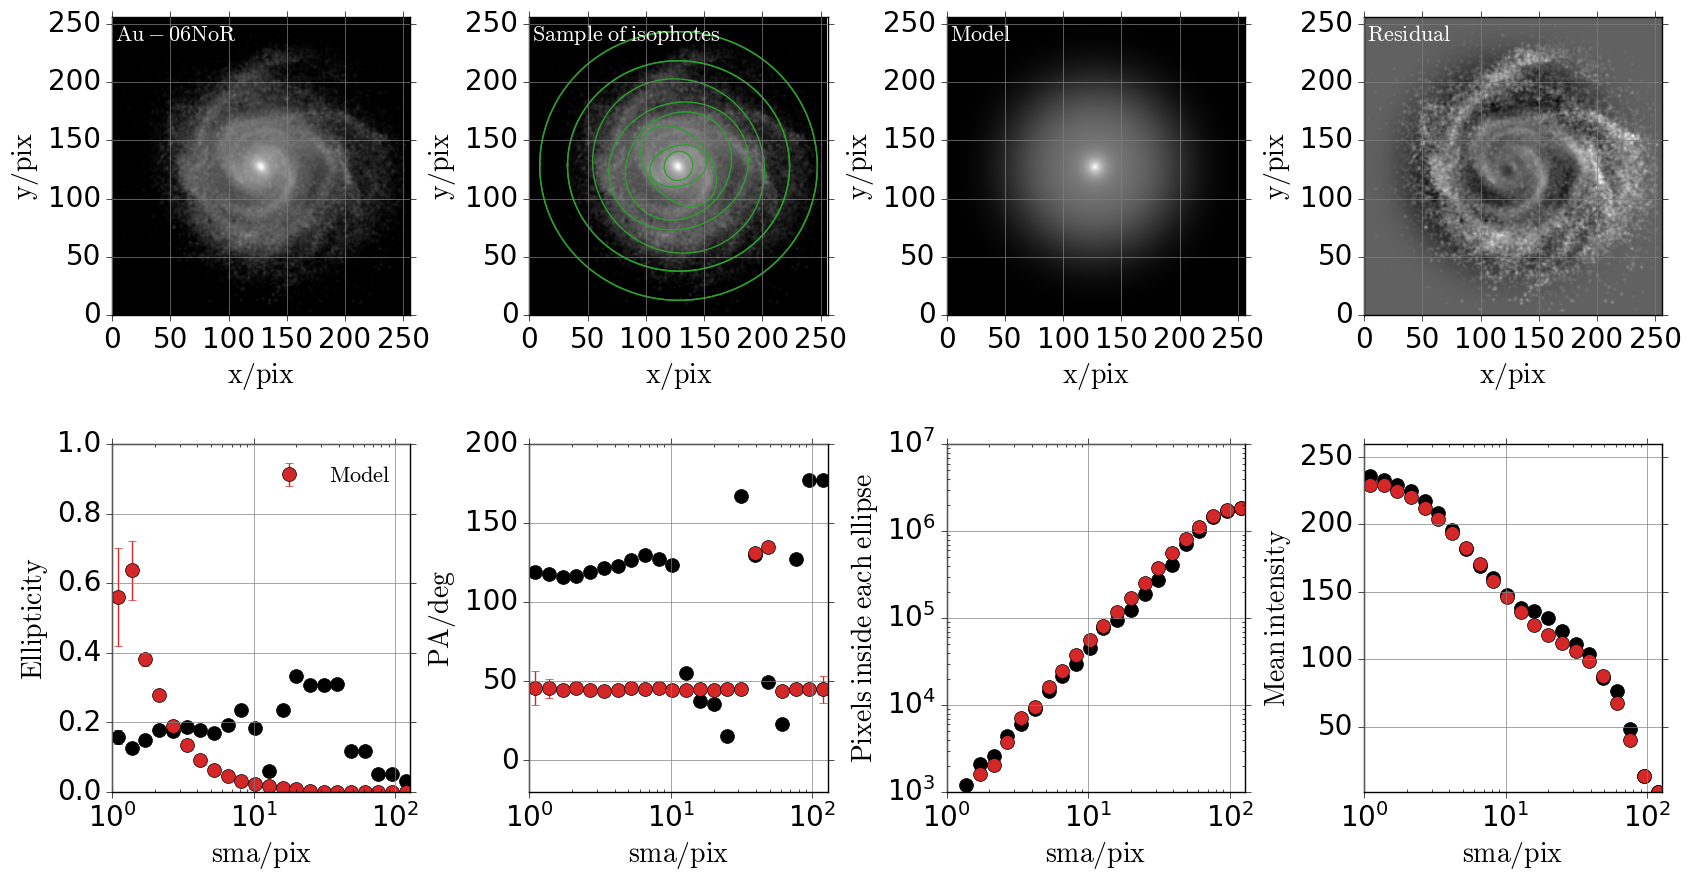 Au − 06NoR
250
200
150
100
50
0
y/pix
0 50 100 150 200 250
x/pix
Sample of isophotes
250
200
150
100
50
0
y/pix
0 50 100 150 200 250
x/pix
Model
250
200
150
100
50
0
y/pix
0 50 100 150 200 250
x/pix
Residual
250
200
150
100
50
0
y/pix
0 50 100 150 200 250
x/pix
1.0
0.8
0.6
0.4
0.2
0.0
Ellipticity
Model
10^0 10^1 10^2
sma/pix
200
150
100
50
0
PA/deg
10^0 10^1 10^2
sma/pix
10^7
10^6
10^5
10^4
10^3
Pixels inside each ellipse
10^0 10^1 10^2
sma/pix
250
200
150
100
50
Mean intensity
10^0 10^1 10^2
sma/pix